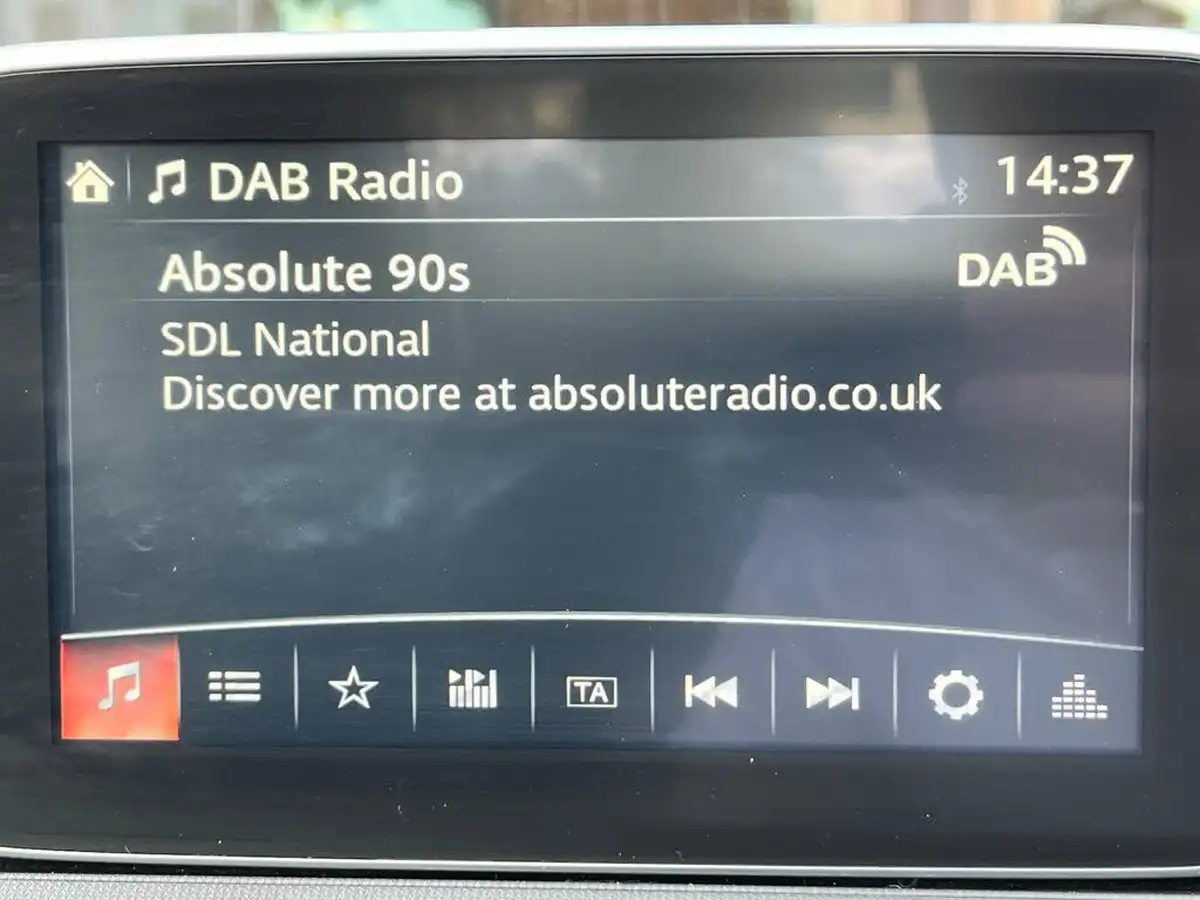 DAB Radio
14:37
Absolute 90s
DAB
SDL National
Discover more at absoluteradio.co.uk
TA